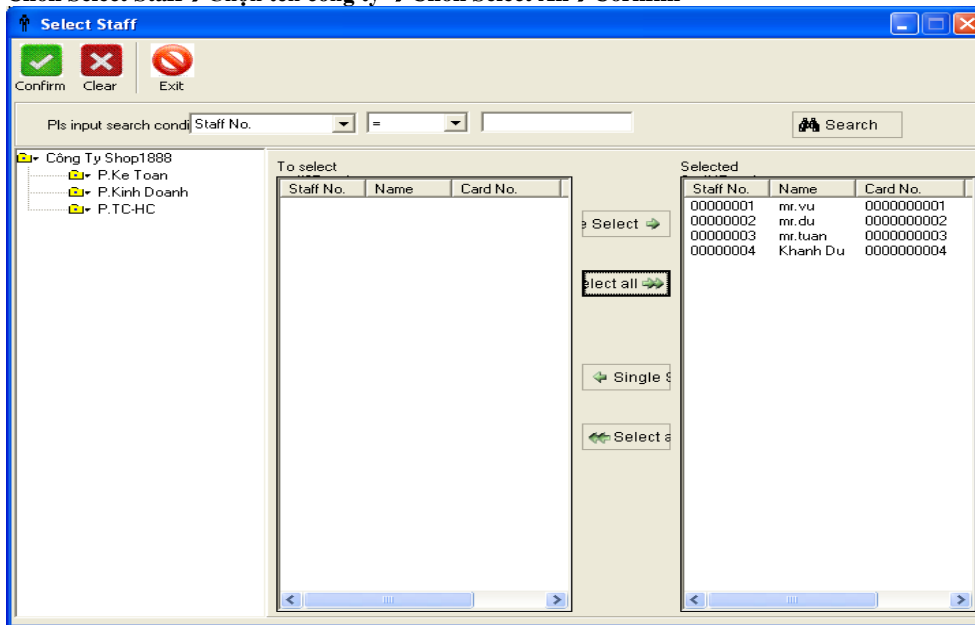 Select Staff
Confirm Clear Exit
Pls input search condi Staff No. = Search
Công Ty Shop1888
P.Ke Toan
P.Kinh Doanh
P.TC-HC
To select
Staff No. Name Card No.
e Select
elect all
Single S
Select a
Selected
Staff No. Name Card No.
00000001 mr.vu 0000000001
00000002 mr.du 0000000002
00000003 mr.tuan 0000000003
00000004 Khanh Du 0000000004